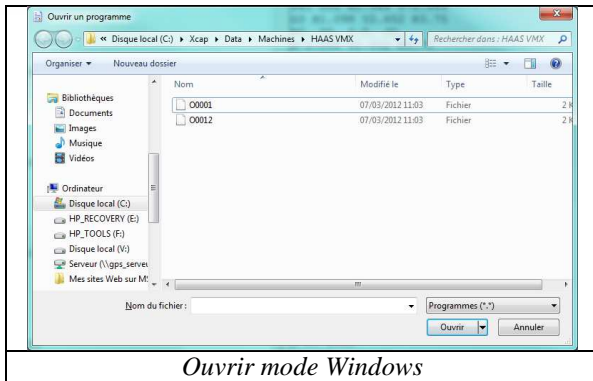 Ouvrir un programme
« Disque local (C:) ▸ Xcap ▸ Data ▸ Machines ▸ HAAS VMX
Rechercher dans : HAAS VMX
Organiser Nouveau dossier
Nom Modifié le Type Taille
Bibliothèques
Documents
Images
Musique
Vidéos
Ordinateur
Disque local (C:)
HP_RECOVERY (E:)
HP_TOOLS (F:)
Disque local (V:)
Serveur (\\gps_serveu
Mes sites Web sur M
O0001 07/03/2012 11:03 Fichier 2 K
O0012 07/03/2012 11:03 Fichier 2 K
Nom du fichier : Programmes (*.*)
Ouvrir Annuler
Ouvrir mode Windows